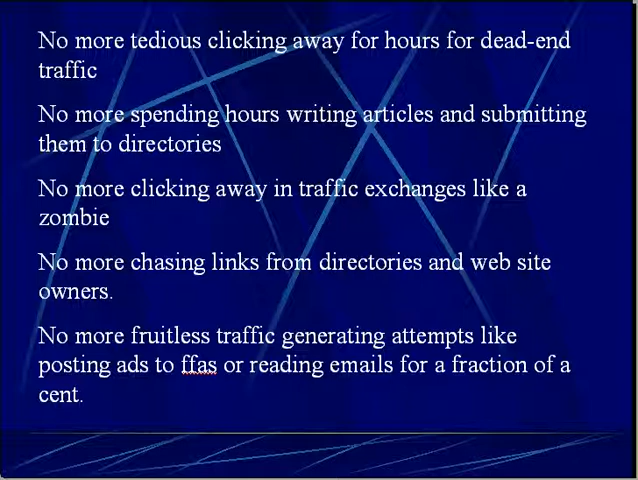 No more tedious clicking away for hours for dead-end
traffic
No more spending hours writing articles and submitting
them to directories
No more clicking away in traffic exchanges like a
zombie
No more chasing links from directories and web site
owners.
No more fruitless traffic generating attempts like
posting ads to ffas or reading emails for a fraction of a
cent.